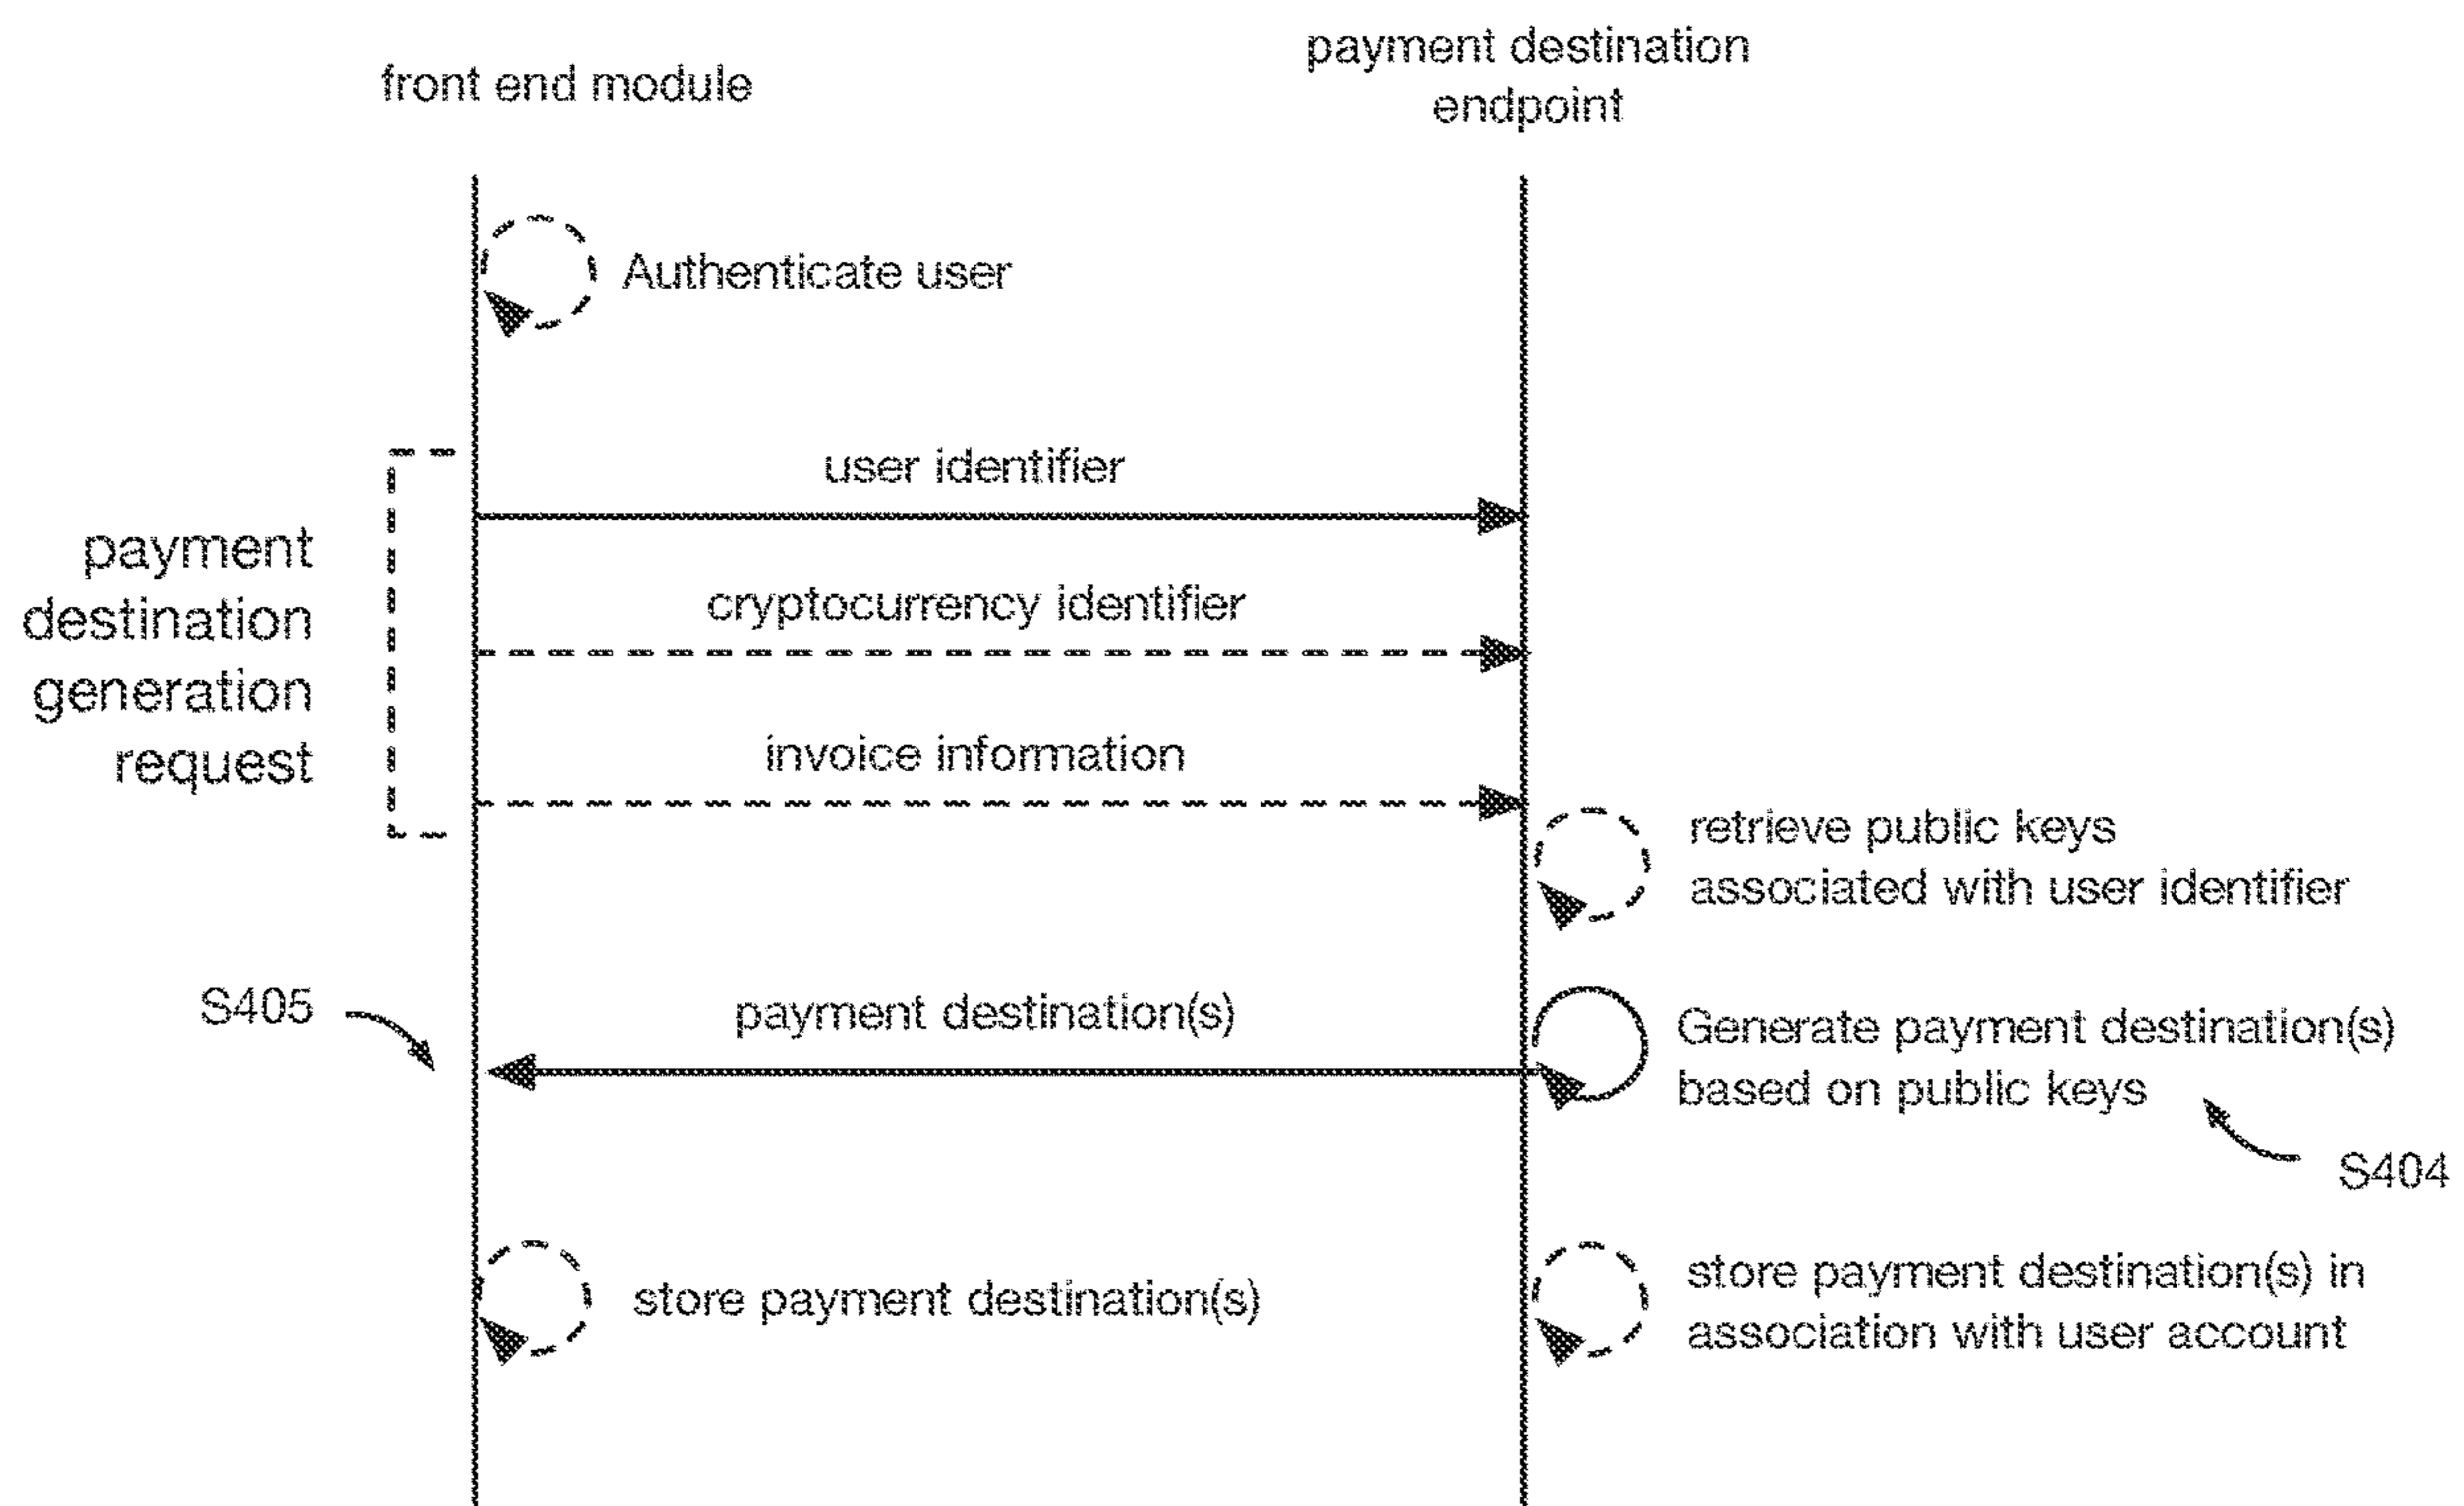 front end module
payment destination
endpoint
Authenticate user
user identifier
payment
destination
generation
request
cryptocurrency identifier
invoice information
retrieve public keys
associated with user identifier
S405
payment destination(s)
Generate payment destination(s)
based on public keys
S404
store payment destination(s)
store payment destination(s) in
association with user account